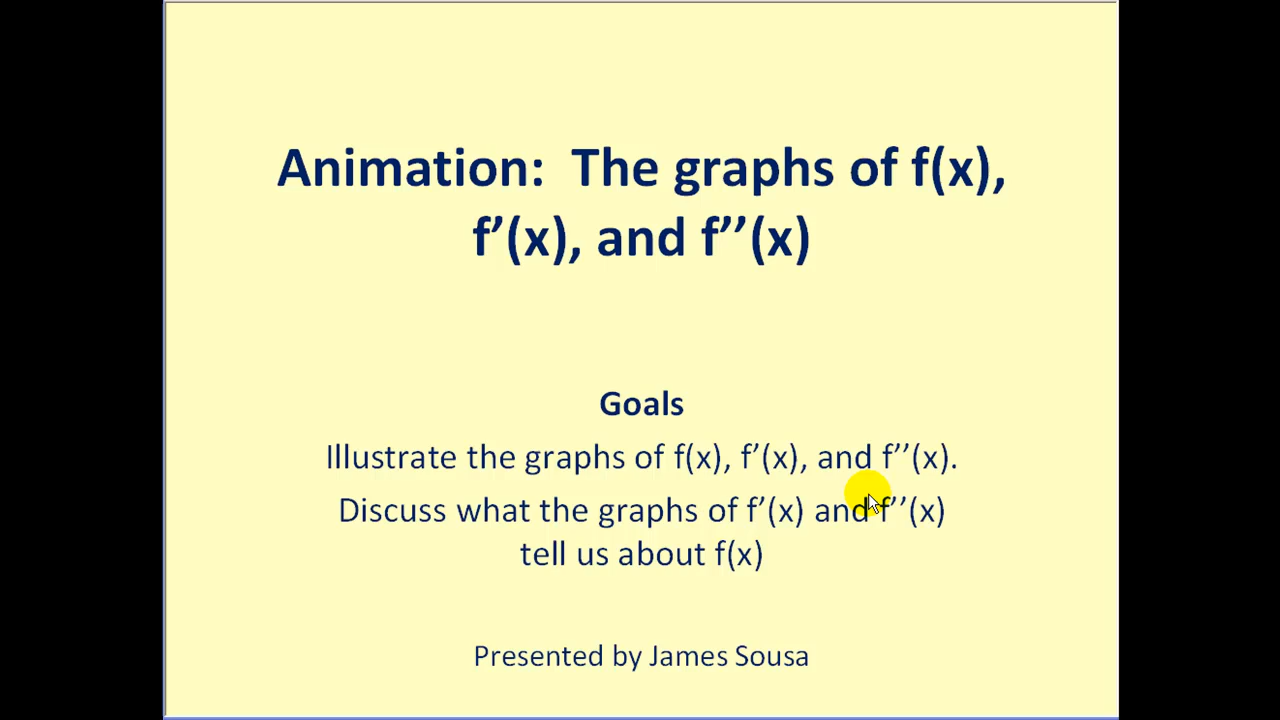 Animation:  The graphs of f(x),
f’(x), and f’’(x)
Goals
Illustrate the graphs of f(x), f’(x), and f’’(x).
Discuss what the graphs of f’(x) and f’’(x)
tell us about f(x)
Presented by James Sousa